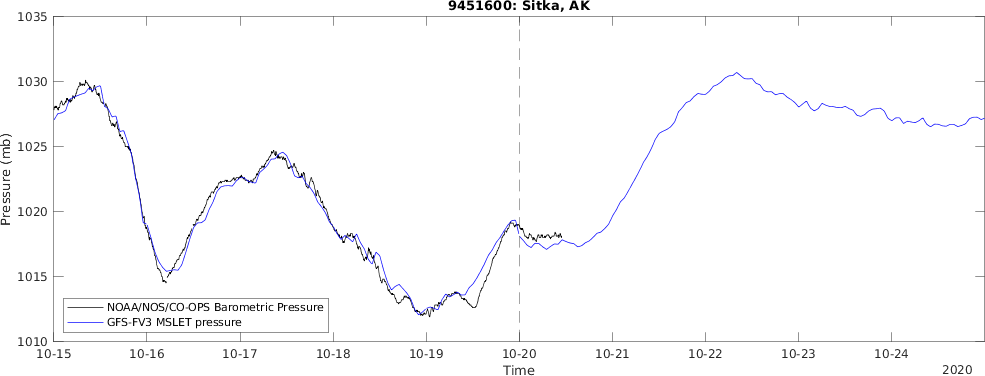 9451600: Sitka, AK
1035
1030
1025
1020
1015
1010
Pressure (mb)
NOAA/NOS/CO-OPS Barometric Pressure
GFS-FV3 MSLET pressure
10-15 10-16 10-17 10-18 10-19 10-20 10-21 10-22 10-23 10-24
Time
2020